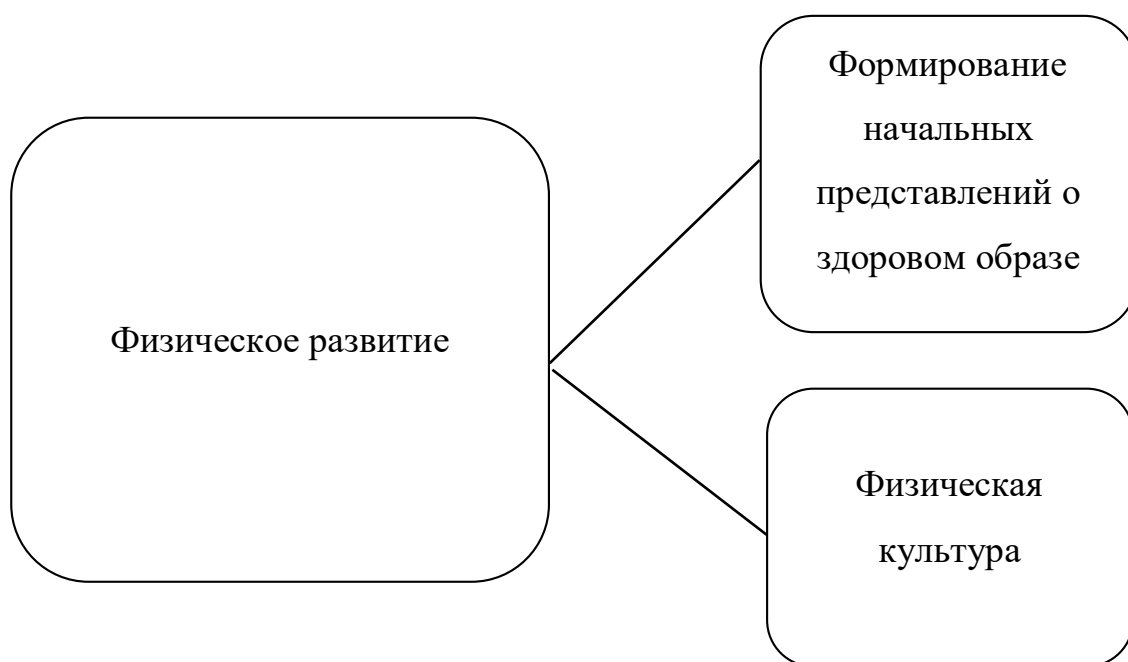 Физическое развитие
Формирование
начальных
представлений о
здоровом образе
Физическая
культура